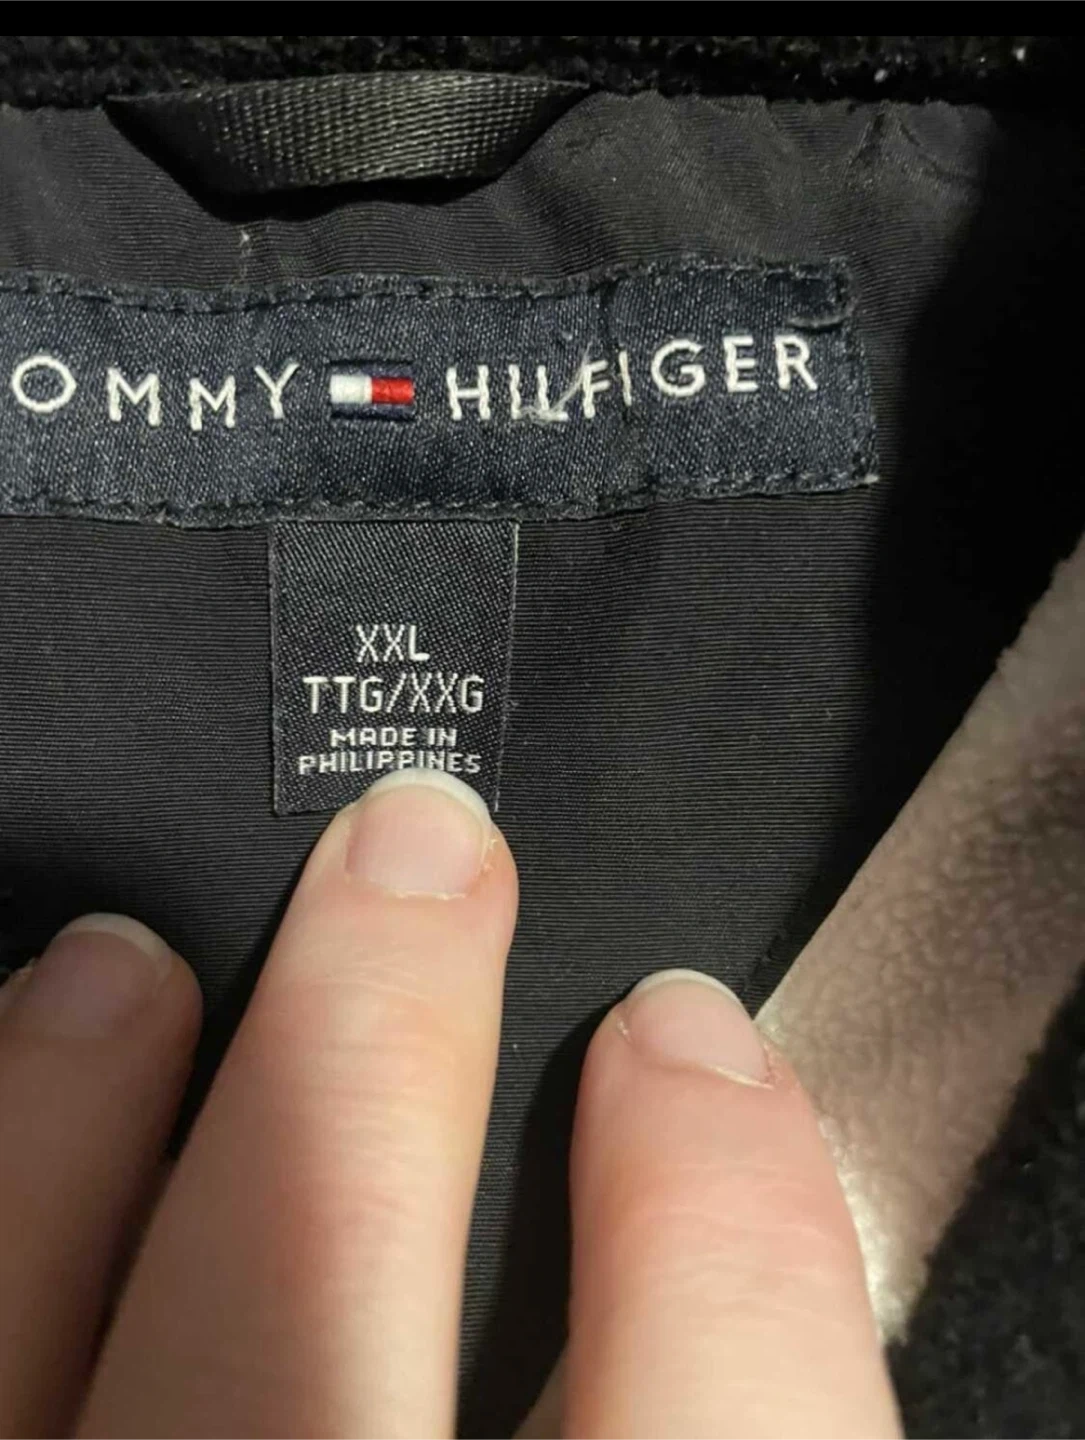 OMMY HILFIGER
XXL
TTG/XXG
MADE IN
PHILIPPINES